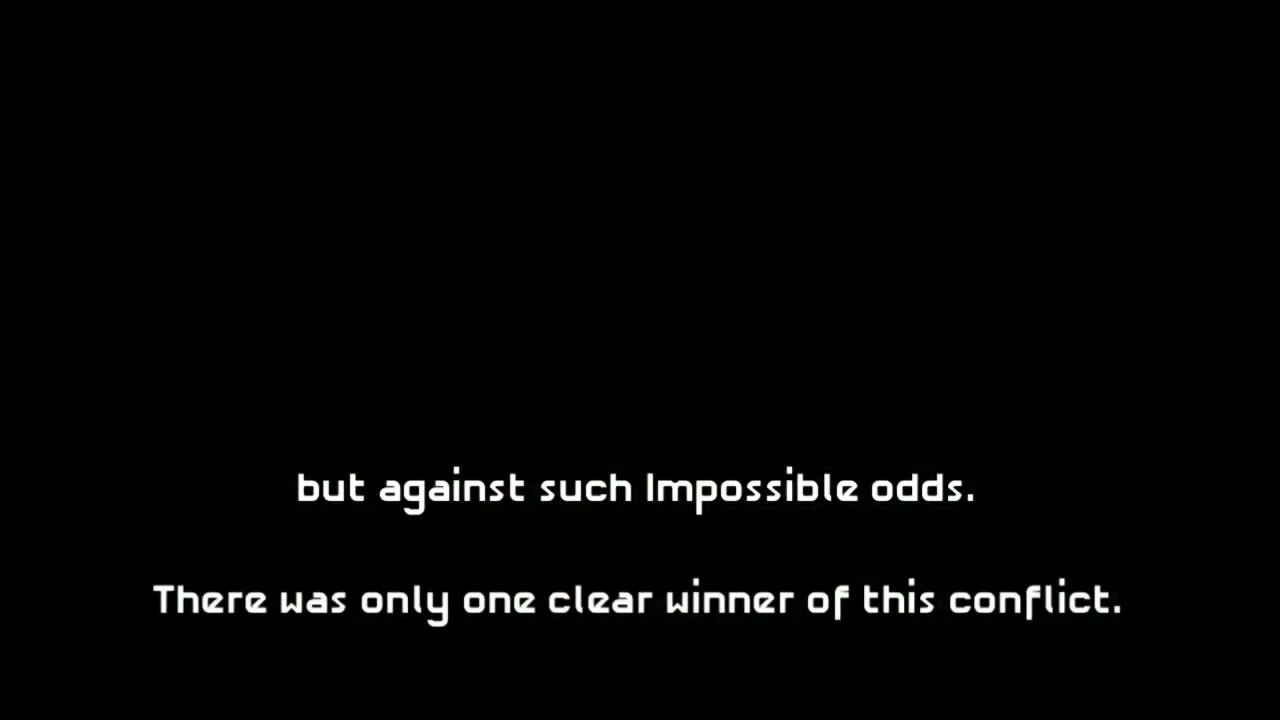 but against such Impossible odds.
There was only one clear winner of this conflict.